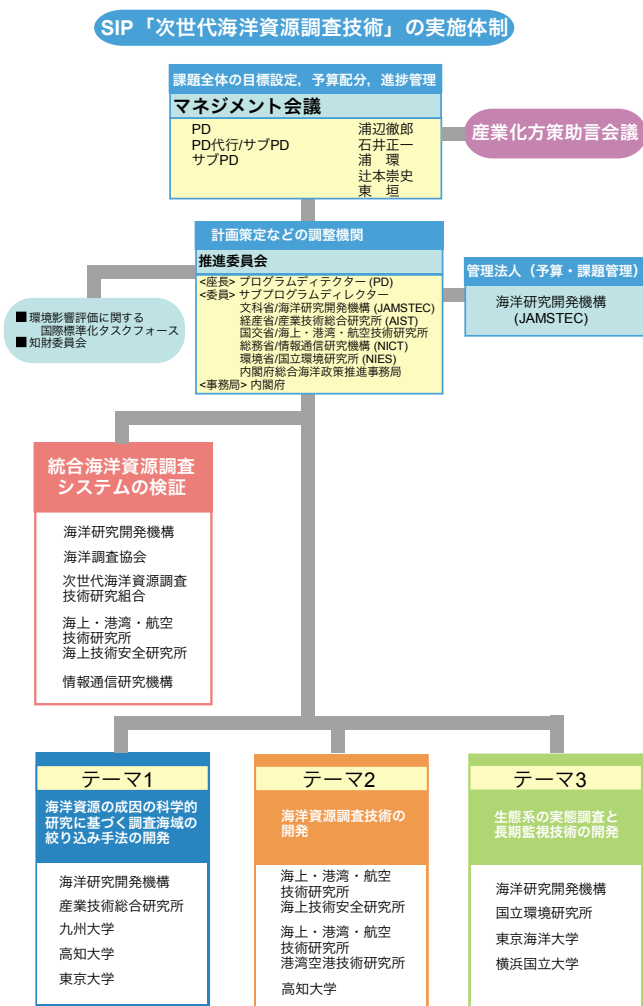 SIP「次世代海洋資源調査技術」の実施体制
課題全体の目標設定，予算配分，進捗管理
マネジメント会議
PD 浦辺徹郎
PD代行/サブPD 石井正一
サブPD 浦　環
辻本崇史
東　垣
産業化方策助言会議
計画策定などの調整機関
推進委員会
<座長> プログラムディテクター (PD)
<委員> サブプログラムディレクター
文科省/海洋研究開発機構 (JAMSTEC)
経産省/産業技術総合研究所 (AIST)
国交省/海上・港湾・航空技術研究所
総務省/情報通信研究機構 (NICT)
環境省/国立環境研究所 (NIES)
内閣府総合海洋政策推進事務局
<事務局> 内閣府
■環境影響評価に関する
国際標準化タスクフォース
■知財委員会
管理法人（予算・課題管理）
海洋研究開発機構
(JAMSTEC)
統合海洋資源調査
システムの検証
海洋研究開発機構
海洋調査協会
次世代海洋資源調査
技術研究組合
海上・港湾・航空
技術研究所
海上技術安全研究所
情報通信研究機構
テーマ1
海洋資源の成因の科学的
研究に基づく調査海域の
絞り込み手法の開発
海洋研究開発機構
産業技術総合研究所
九州大学
高知大学
東京大学
テーマ2
海洋資源調査技術の
開発
海上・港湾・航空
技術研究所
海上技術安全研究所
海上・港湾・航空
技術研究所
港湾空港技術研究所
高知大学
テーマ3
生態系の実態調査と
長期監視技術の開発
海洋研究開発機構
国立環境研究所
東京海洋大学
横浜国立大学